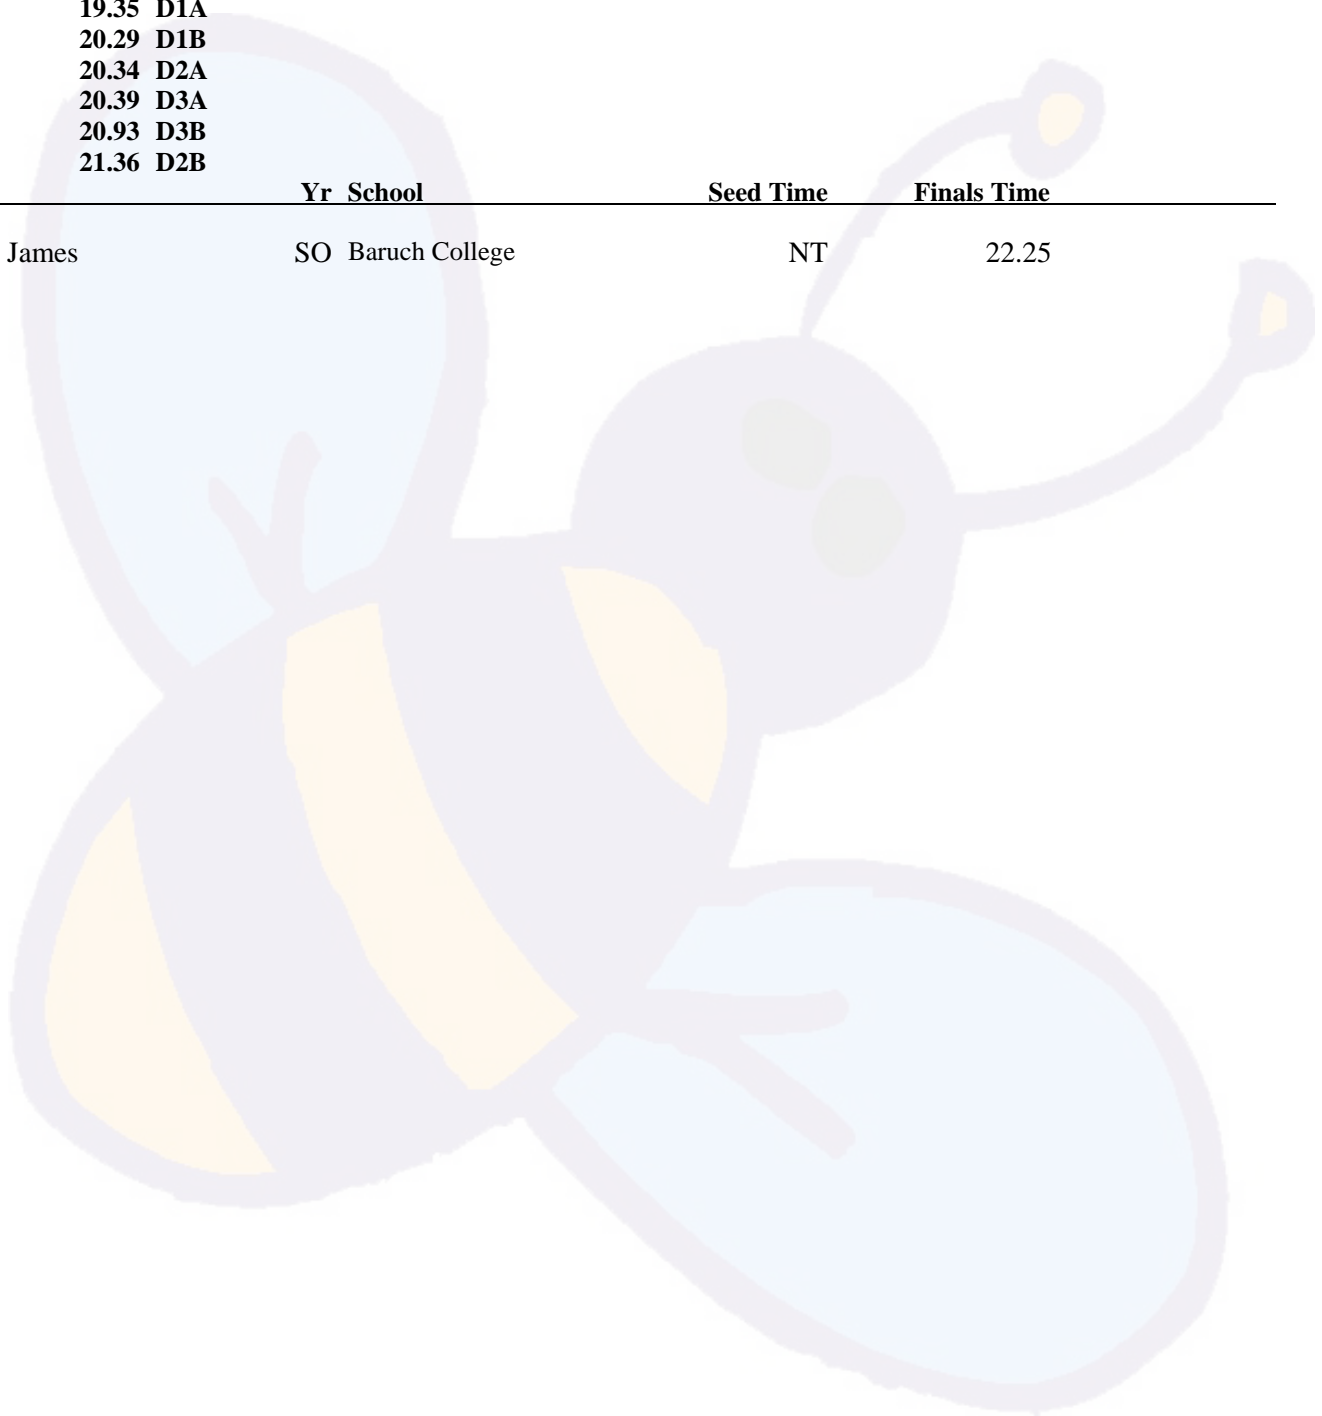 19.35 D1A
20.29 D1B
20.34 D2A
20.39 D3A
20.93 D3B
21.36 D2B
Yr School Seed Time Finals Time
James SO Baruch College NT 22.25